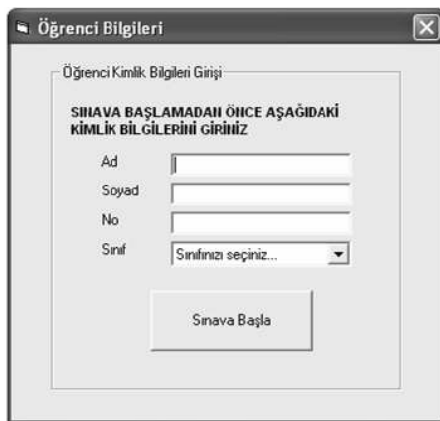 Öğrenci Bilgileri
Öğrenci Kimlik Bilgileri Girişi
SINAVA BAŞLAMADAN ÖNCE AŞAĞIDAKİ
KİMLİK BİLGİLERİNİ GİRİNİZ
Ad
Soyad
No
Sınıf Sınıfınızı seçiniz...
Sınava Başla